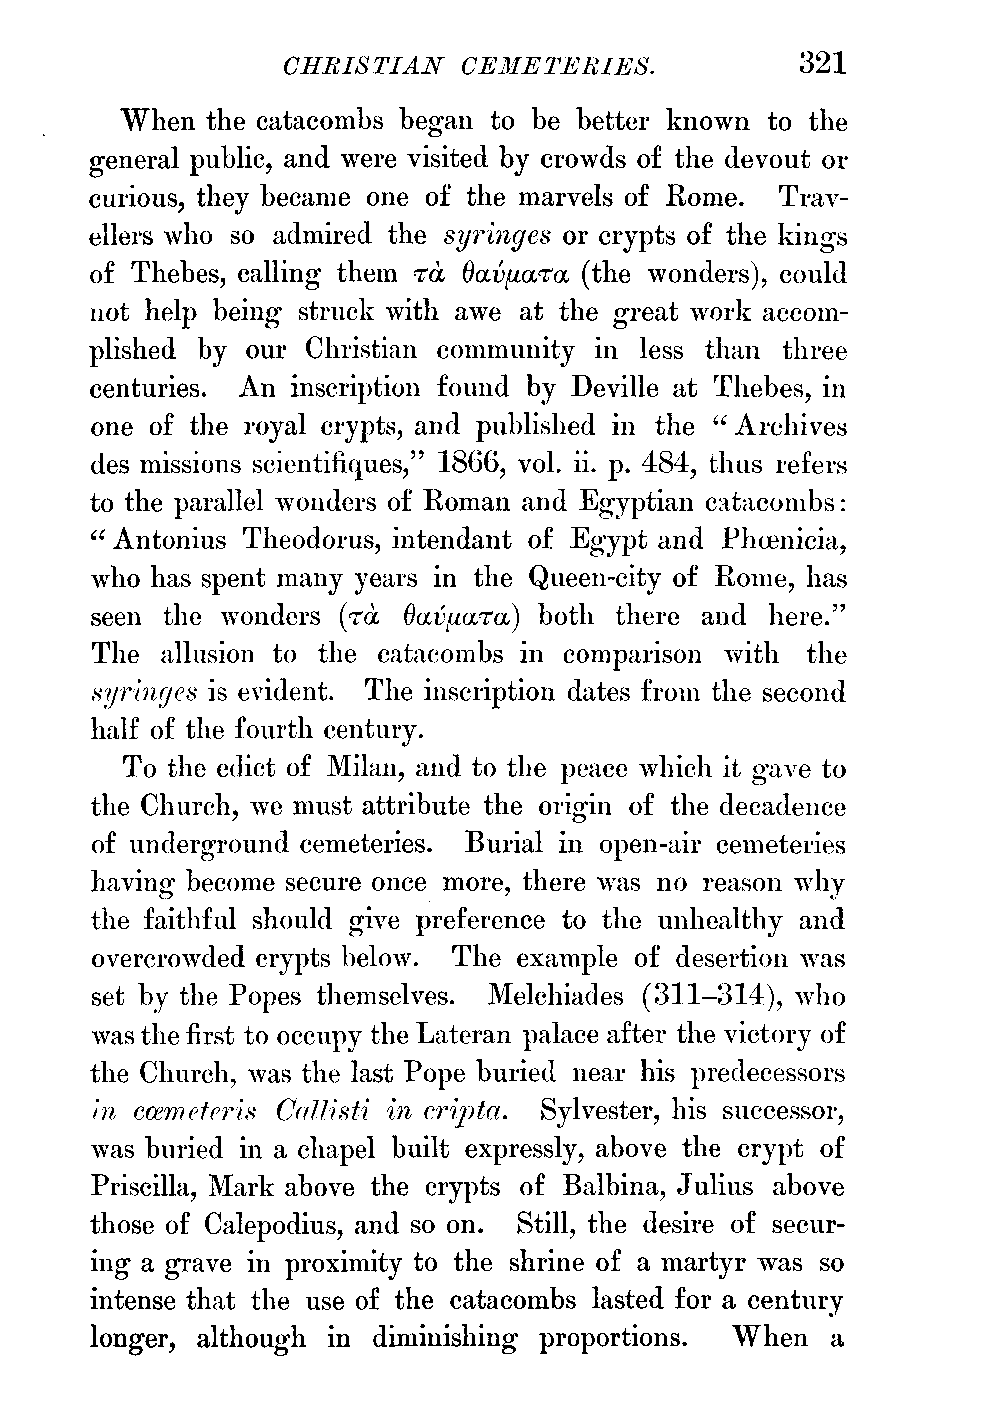 CHRISTIAN CEMETERIES. 321
When the catacombs began to be better known to the
general public, and were visited by crowds of the devout or
curious, they became one of the marvels of Rome. Trav-
ellers who so admired the syringes or crypts of the kings
of Thebes, calling them τὰ θαύματα (the wonders), could
not help being struck with awe at the great work accom-
plished by our Christian community in less than three
centuries. An inscription found by Deville at Thebes, in
one of the royal crypts, and published in the “Archives
des missions scientifiques,” 1866, vol. ii. p. 484, thus refers
to the parallel wonders of Roman and Egyptian catacombs:
“Antonius Theodorus, intendant of Egypt and Phœnicia,
who has spent many years in the Queen-city of Rome, has
seen the wonders (τὰ θαύματα) both there and here.”
The allusion to the catacombs in comparison with the
syringes is evident. The inscription dates from the second
half of the fourth century.
To the edict of Milan, and to the peace which it gave to
the Church, we must attribute the origin of the decadence
of underground cemeteries. Burial in open-air cemeteries
having become secure once more, there was no reason why
the faithful should give preference to the unhealthy and
overcrowded crypts below. The example of desertion was
set by the Popes themselves. Melchiades (311–314), who
was the first to occupy the Lateran palace after the victory of
the Church, was the last Pope buried near his predecessors
in cœmeteris Callisti in cripta. Sylvester, his successor,
was buried in a chapel built expressly, above the crypt of
Priscilla, Mark above the crypts of Balbina, Julius above
those of Calepodius, and so on. Still, the desire of secur-
ing a grave in proximity to the shrine of a martyr was so
intense that the use of the catacombs lasted for a century
longer, although in diminishing proportions. When a